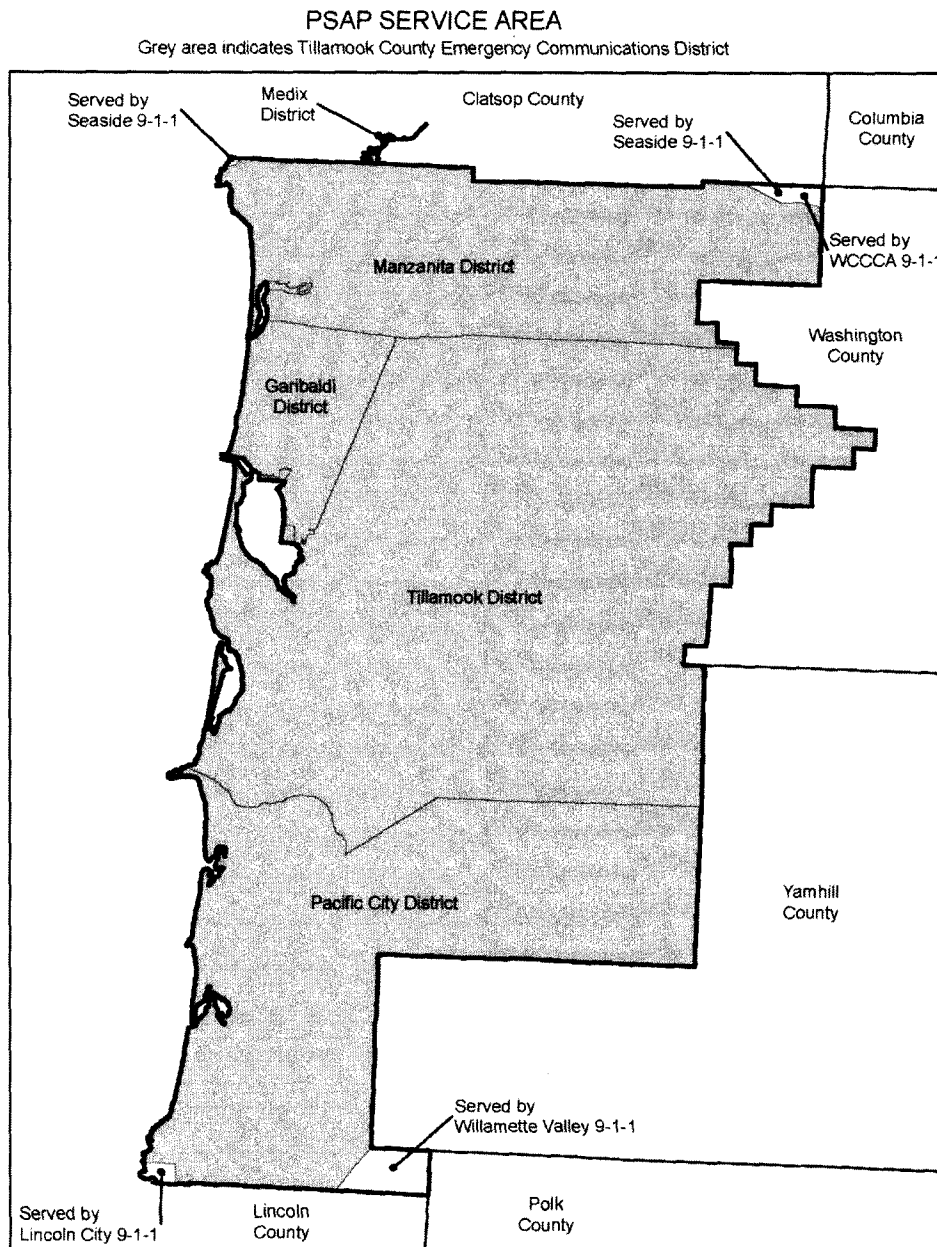 PSAP SERVICE AREA
Grey area indicates Tillamook County Emergency Communications District
Served by
Seaside 9-1-1
Medix
District
Clatsop County
Served by
Seaside 9-1-1
Columbia
County
Served by
WCCCA 9-1-1
Manzanita District
Washington
County
Garibaldi
District
Tillamook District
Pacific City District
Yamhill
County
Served by
Willamette Valley 9-1-1
Served by
Lincoln City 9-1-1
Lincoln
County
Polk
County